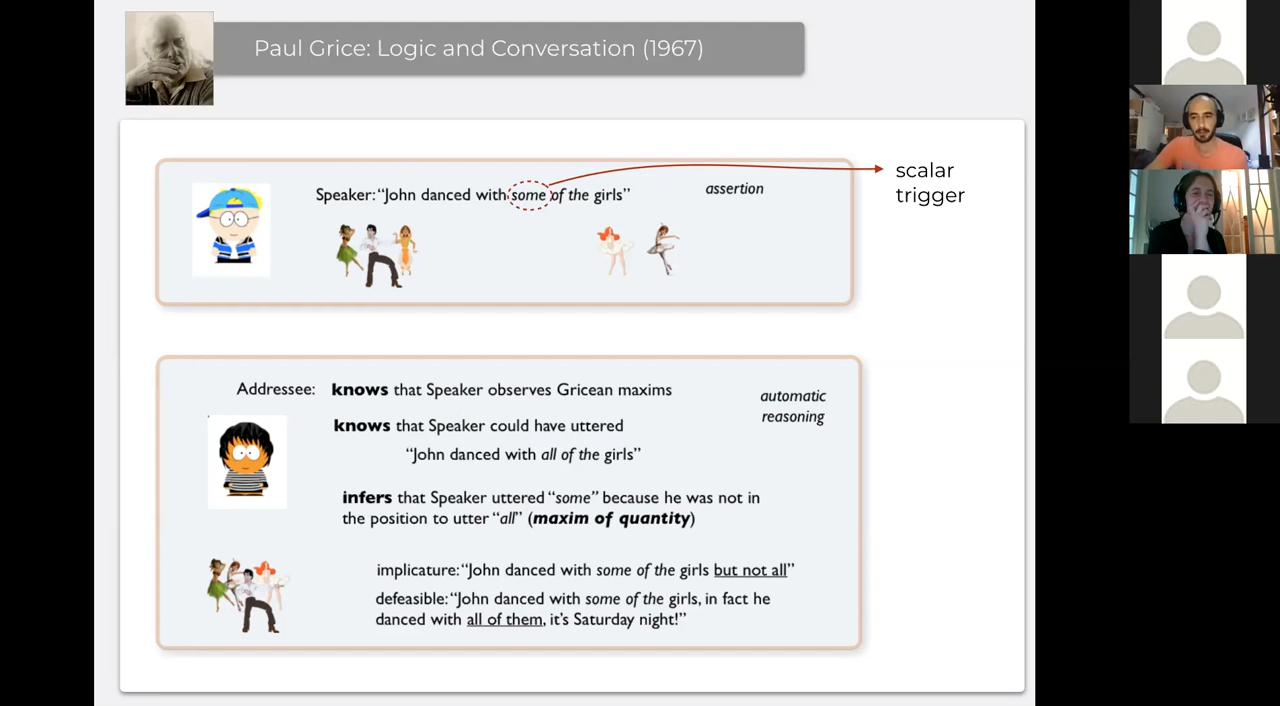 Paul Grice: Logic and Conversation (1967)
Speaker: “John danced with some of the girls”
assertion
scalar
trigger
Addressee: knows that Speaker observes Gricean maxims
automatic
reasoning
knows that Speaker could have uttered
“John danced with all of the girls”
infers that Speaker uttered “some” because he was not in
the position to utter “all” (maxim of quantity)
implicature: “John danced with some of the girls but not all”
defeasible: “John danced with some of the girls, in fact he
danced with all of them, it’s Saturday night!”